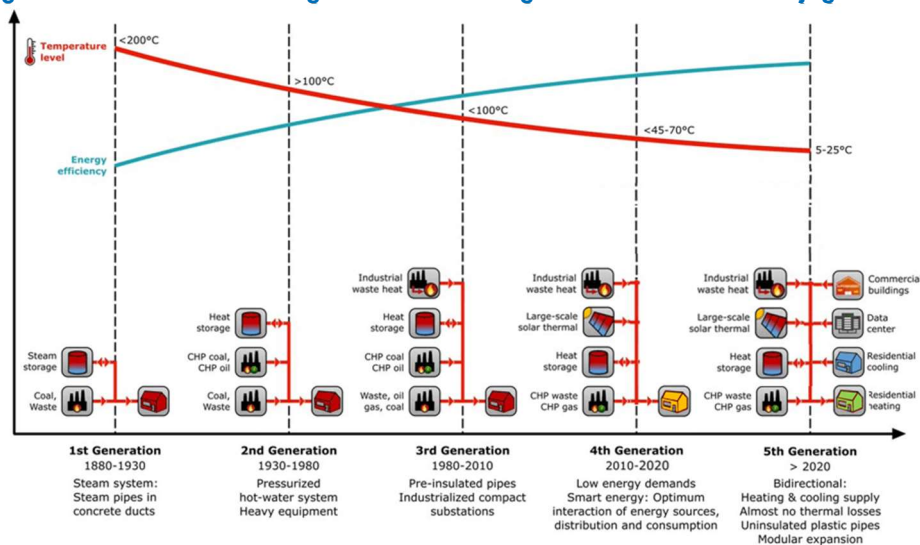 Temperature
level
<200°C
>100°C
<100°C
<45-70°C
5-25°C
Energy
efficiency
Steam
storage
Coal,
Waste
Heat
storage
CHP coal,
CHP oil
Coal,
Waste
Industrial
waste heat
Heat
storage
CHP coal
CHP oil
Waste, oil
gas, coal
Industrial
waste heat
Large-scale
solar thermal
Heat
storage
CHP waste
CHP gas
Industrial
waste heat
Large-scale
solar thermal
Heat
storage
CHP waste
CHP gas
Commercia
buildings
Data
center
Residential
cooling
Residential
heating
1st Generation
1880-1930
Steam system:
Steam pipes in
concrete ducts
2nd Generation
1930-1980
Pressurized
hot-water system
Heavy equipment
3rd Generation
1980-2010
Pre-insulated pipes
Industrialized compact
substations
4th Generation
2010-2020
Low energy demands
Smart energy: Optimum
interaction of energy sources,
distribution and consumption
5th Generation
> 2020
Bidirectional:
Heating & cooling supply
Almost no thermal losses
Uninsulated plastic pipes
Modular expansion